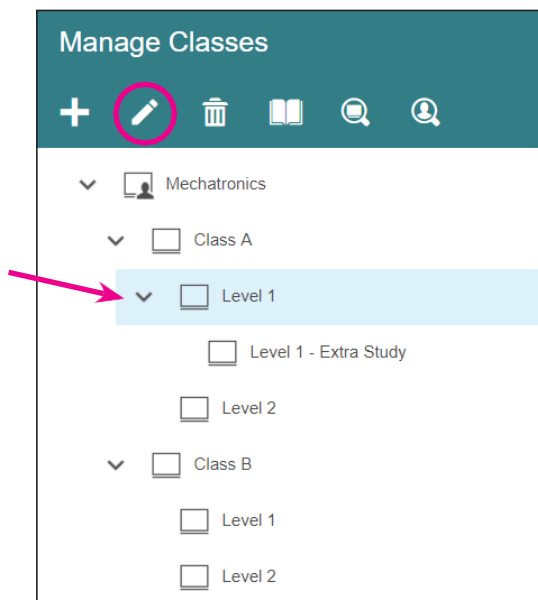 Manage Classes
Mechatronics
Class A
Level 1
Level 1 - Extra Study
Level 2
Class B
Level 1
Level 2